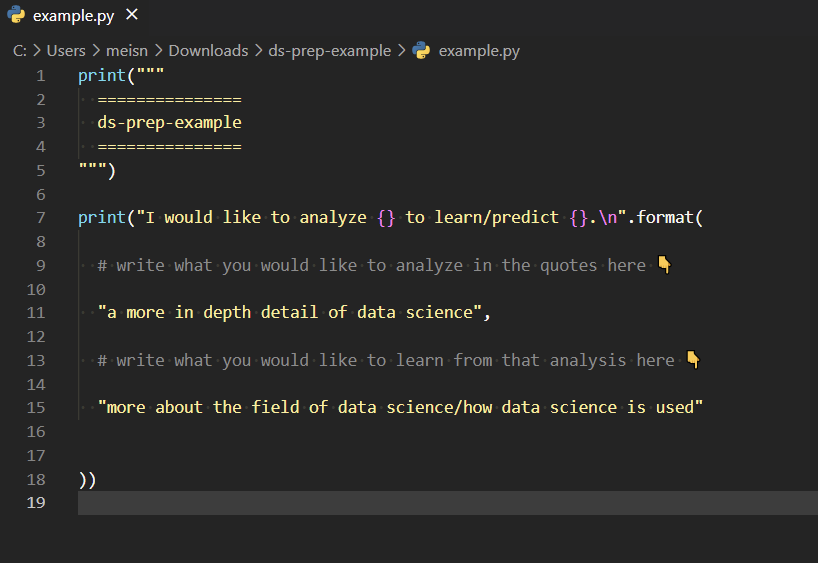 example.py ×
C: > Users > meisn > Downloads > ds-prep-example > example.py
1 print("""
2   ===============
3   ds-prep-example
4   ===============
5 """)
6
7 print("I would like to analyze {} to learn/predict {}.\n".format(
8
9   # write what you would like to analyze in the quotes here 👇
10
11   "a more in depth detail of data science",
12
13   # write what you would like to learn from that analysis here 👇
14
15   "more about the field of data science/how data science is used"
16
17
18 ))
19